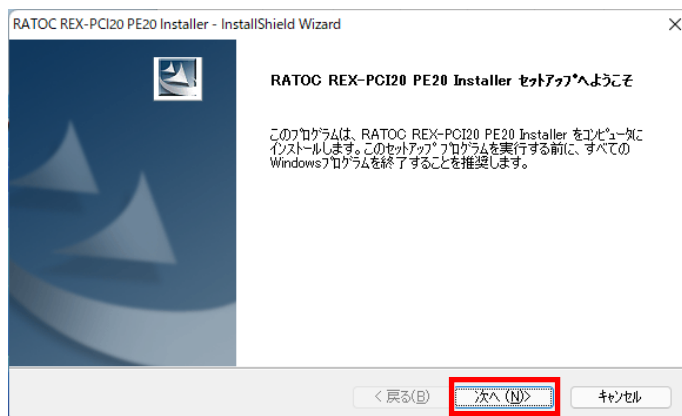 RATOC REX-PCI20 PE20 Installer - InstallShield Wizard
RATOC REX-PCI20 PE20 Installer ｾｯﾄｱｯﾌﾟへようこそ
このﾌﾟﾛｸﾞﾗﾑは、RATOC REX-PCI20 PE20 Installer をｺﾝﾋﾟｭｰﾀに
ｲﾝｽﾄｰﾙします。このｾｯﾄｱｯﾌﾟ ﾌﾟﾛｸﾞﾗﾑを実行する前に、すべての
Windowsﾌﾟﾛｸﾞﾗﾑを終了することを推奨します。
< 戻る(B)
次へ (N)>
ｷｬﾝｾﾙ